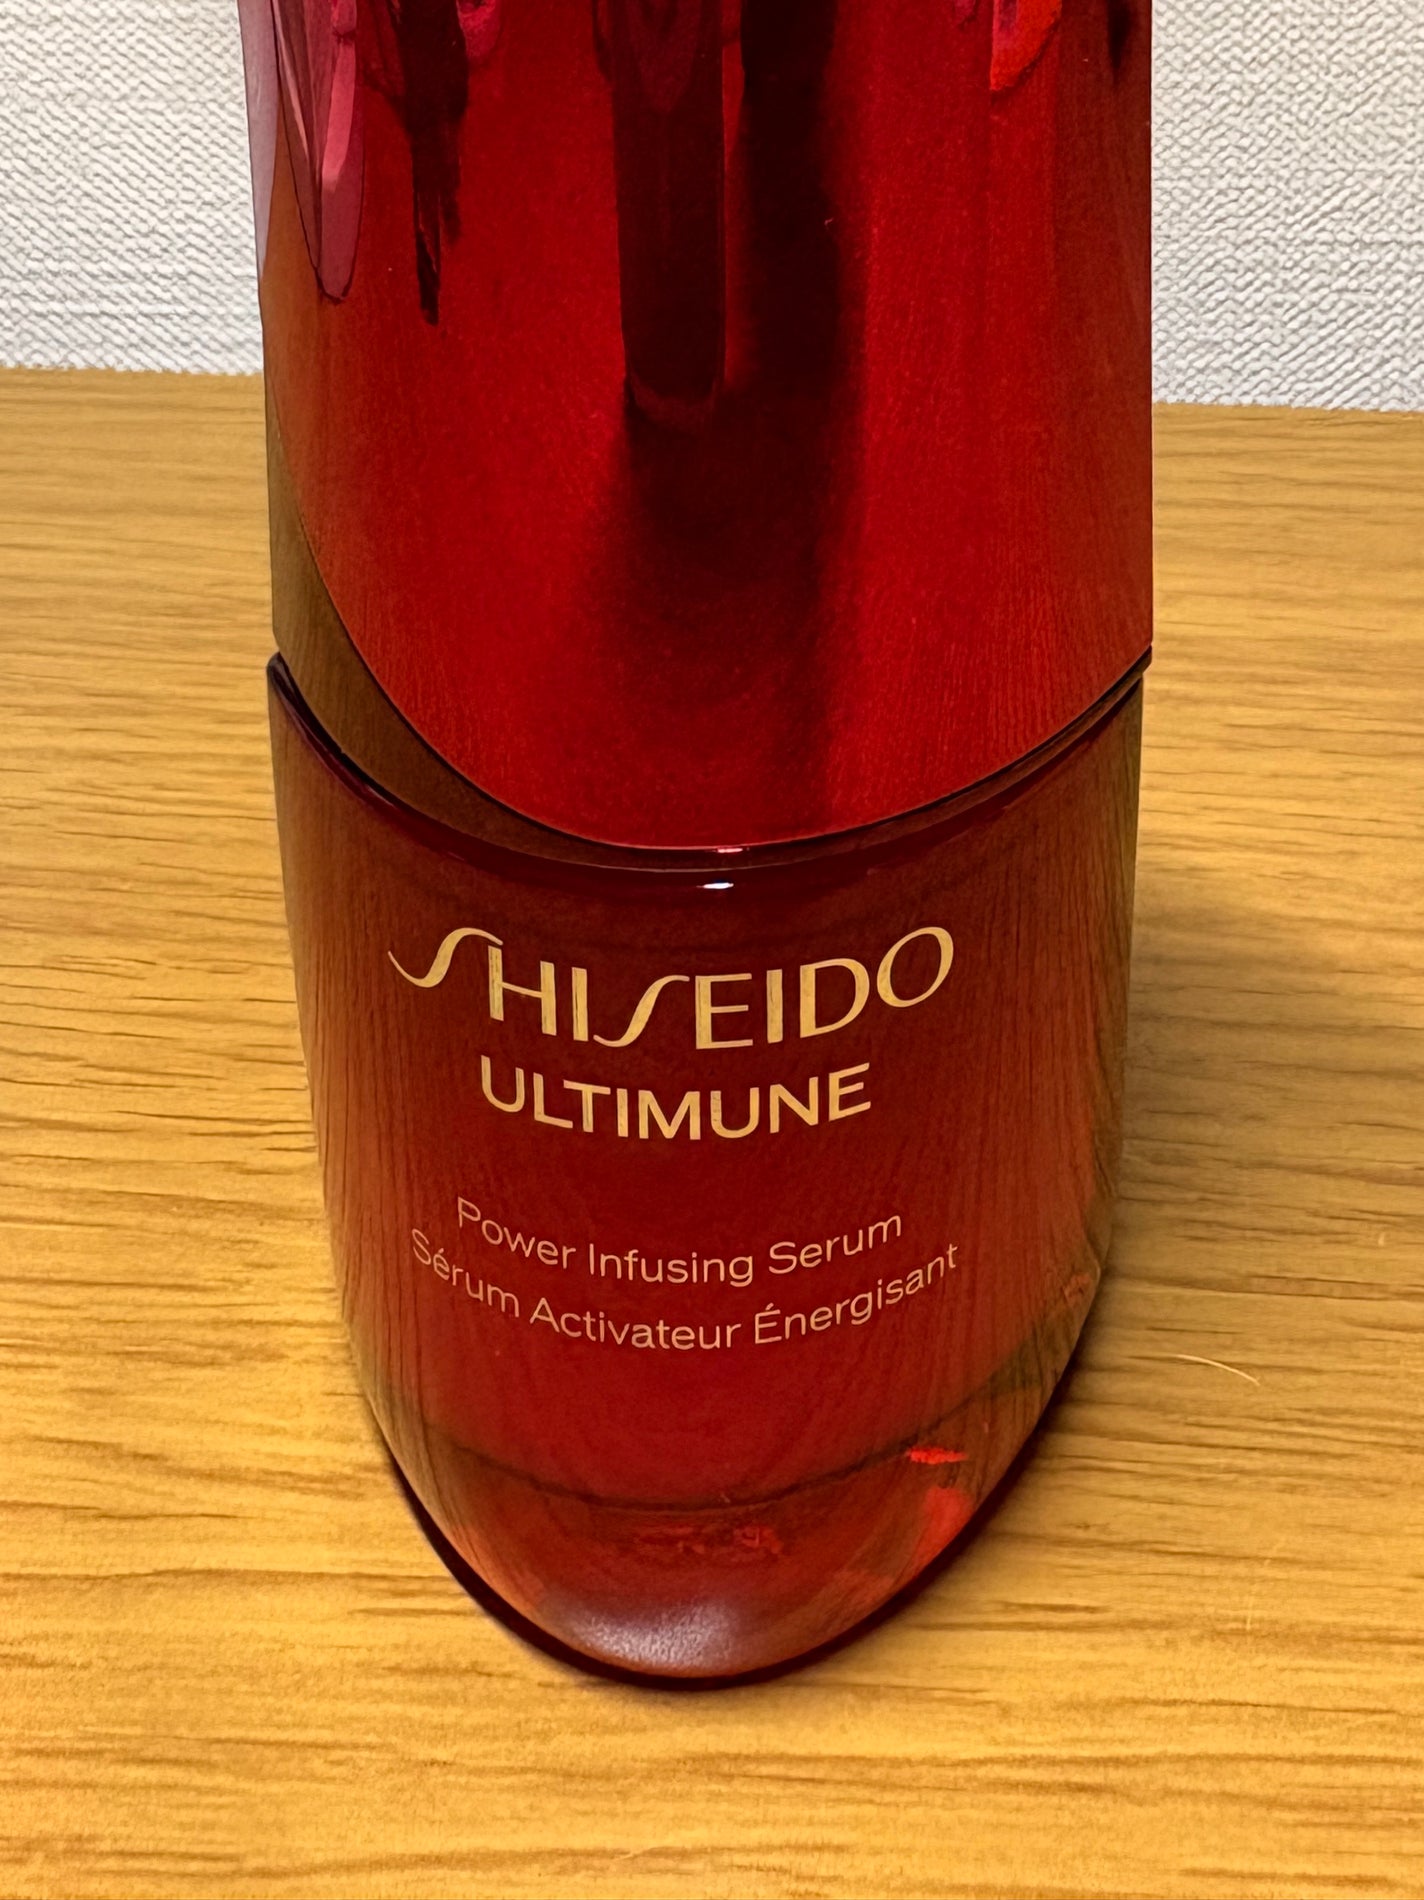 SHISEIDO
ULTIMUNE
Power Infusing Serum
Sérum Activateur Énergisant